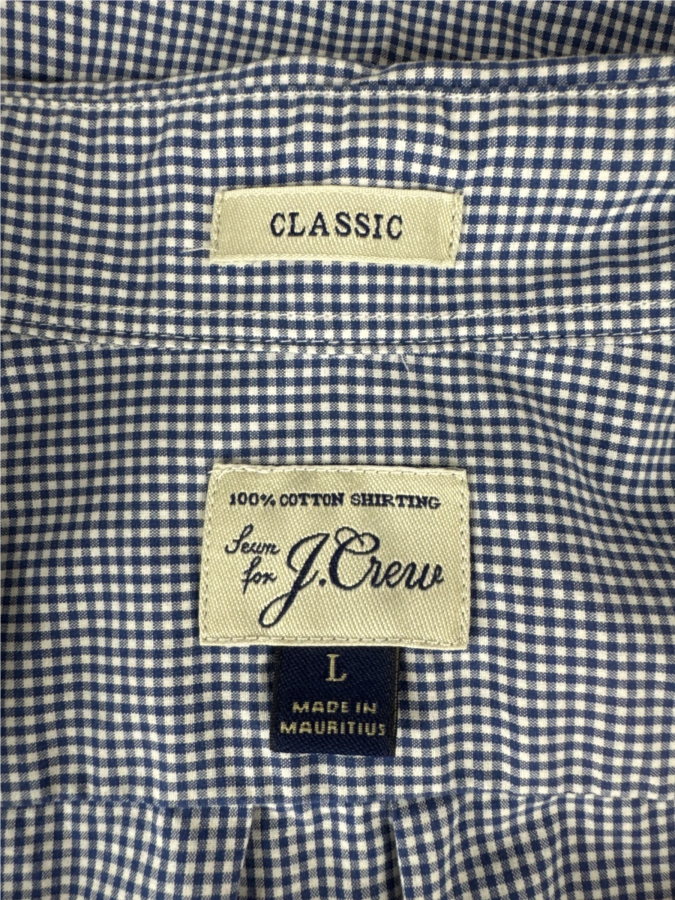 CLASSIC
100% COTTON SHIRTING
Sewn
for J.Crew
L
MADE IN
MAURITIUS